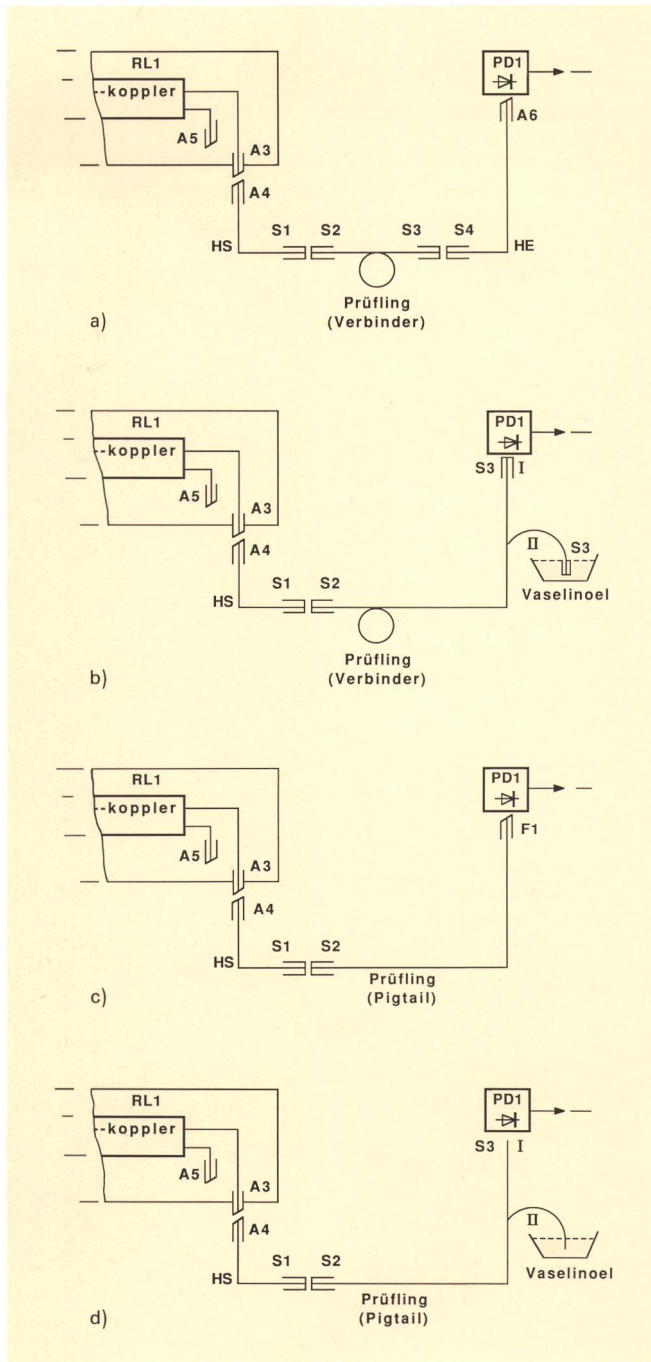 RL1
PD1
--koppler
A5
A3
A6
A4
S1 S2 S3 S4
HS HE
Prüfling
(Verbinder)
a)
RL1
PD1
--koppler
S3 I
A5
A3
II S3
A4
S1 S2
Vaselinoel
HS
Prüfling
(Verbinder)
b)
RL1
PD1
--koppler
F1
A5
A3
A4
S1 S2
HS
Prüfling
(Pigtail)
c)
RL1
PD1
--koppler
S3 I
A5
A3
II
A4
S1 S2
Vaselinoel
HS
Prüfling
(Pigtail)
d)